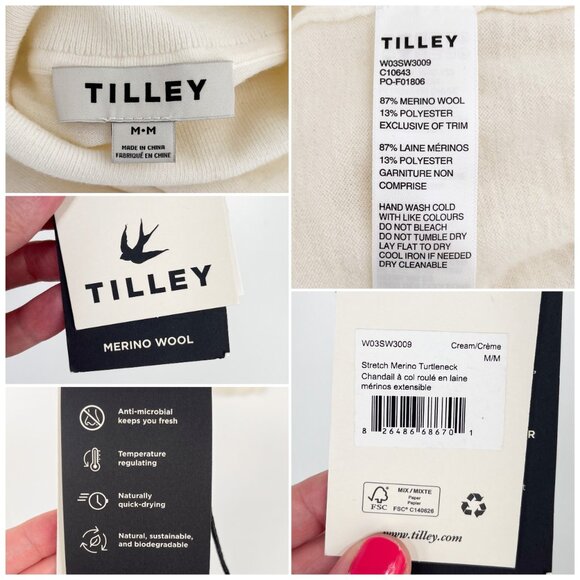 TILLEY
M•M
MADE IN CHINA
FABRIQUÉ EN CHINE
TILLEY
W03SW3009
C10643
PO-F01806
87% MERINO WOOL
13% POLYESTER
EXCLUSIVE OF TRIM
87% LAINE MÉRINOS
13% POLYESTER
GARNITURE NON
COMPRISE
HAND WASH COLD
WITH LIKE COLOURS
DO NOT BLEACH
DO NOT TUMBLE DRY
LAY FLAT TO DRY
COOL IRON IF NEEDED
DRY CLEANABLE
TILLEY
MERINO WOOL
Anti-microbial
keeps you fresh
Temperature
regulating
Naturally
quick-drying
Natural, sustainable,
and biodegradable
W03SW3009 Cream/Crème
M/M
Stretch Merino Turtleneck
Chandail à col roulé en laine
mérinos extensible
8 26486 68670 1
FSC
MIX/MIXTE
Paper
Papier
FSC® C140626
www.tilley.com